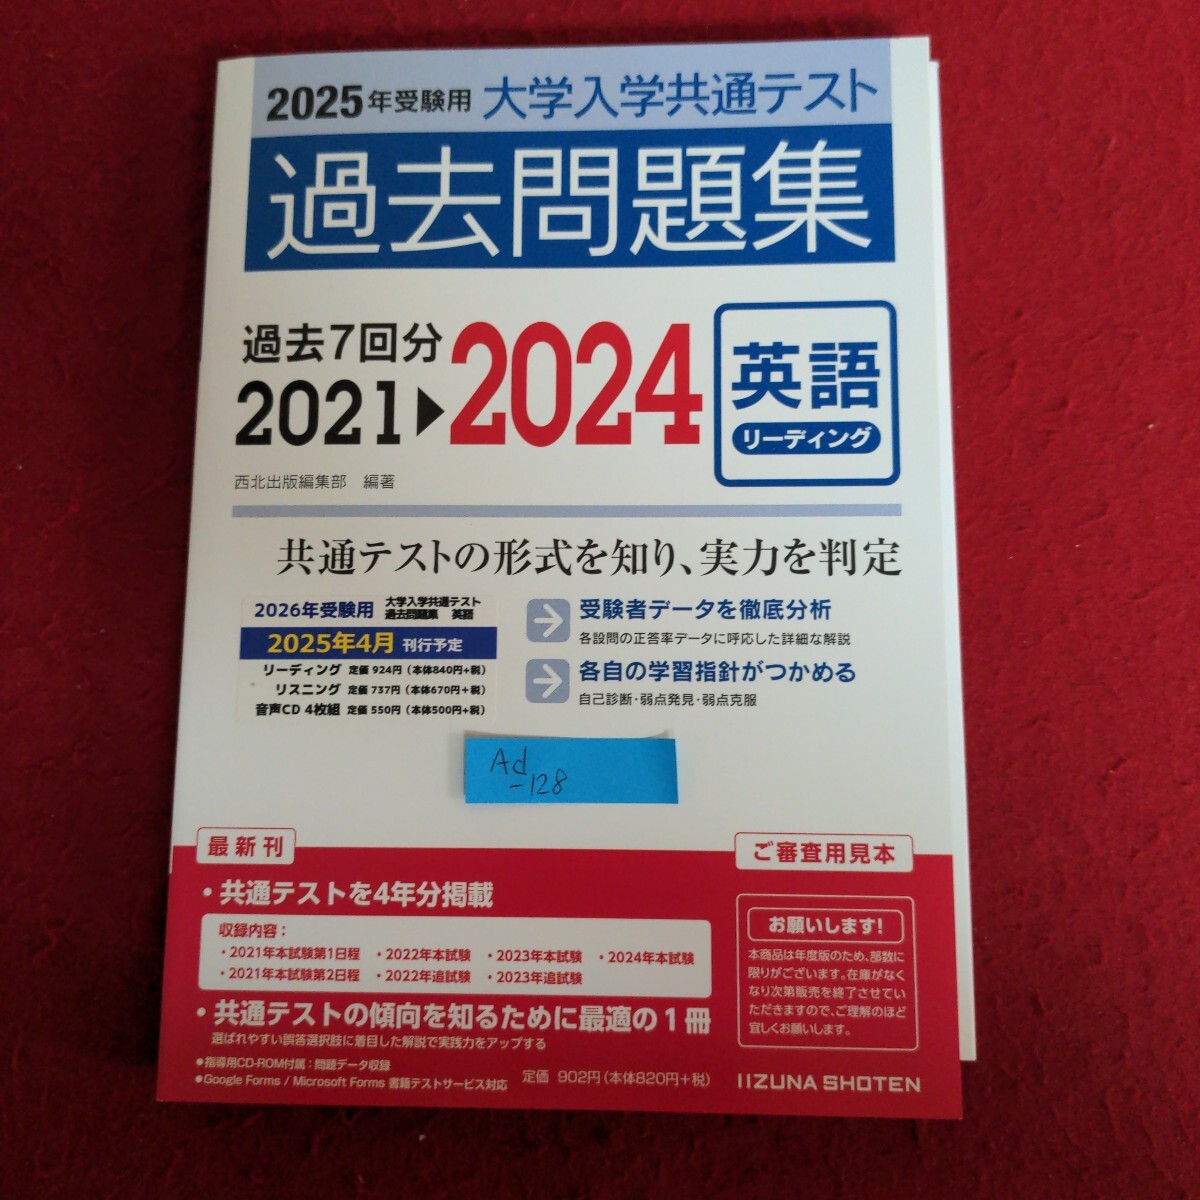 2025年受験用 大学入学共通テスト
過去問題集
過去7回分
2021▶2024
英語
リーディング
西北出版編集部 編著
共通テストの形式を知り、実力を判定
2026年受験用 大学入学共通テスト 過去問題集 英語
2025年4月 刊行予定
リーディング 定価 924円（本体840円+税）
リスニング 定価 737円（本体670円+税）
音声CD 4枚組 定価 550円（本体500円+税）
→ 受験者データを徹底分析
各設問の正答率データに呼応した詳細な解説
→ 各自の学習指針がつかめる
自己診断・弱点発見・弱点克服
Ad
-128
最新刊
・共通テストを4年分掲載
収録内容：
・2021年本試験第1日程 ・2022年本試験 ・2023年本試験 ・2024年本試験
・2021年本試験第2日程 ・2022年追試験 ・2023年追試験
・共通テストの傾向を知るために最適の1冊
選ばれやすい誤答選択肢に着目した解説で実践力をアップする
●指導用CD-ROM付属：問題データ収録
●Google Forms / Microsoft Forms 書籍テストサービス対応
定価 902円（本体820円+税）
ご審査用見本
お願いします！
本商品は年度版のため、部数に
限りがございます。在庫がなく
なり次第販売を終了させてい
ただきますので、ご理解のほど
宜しくお願いします。
IIZUNA SHOTEN